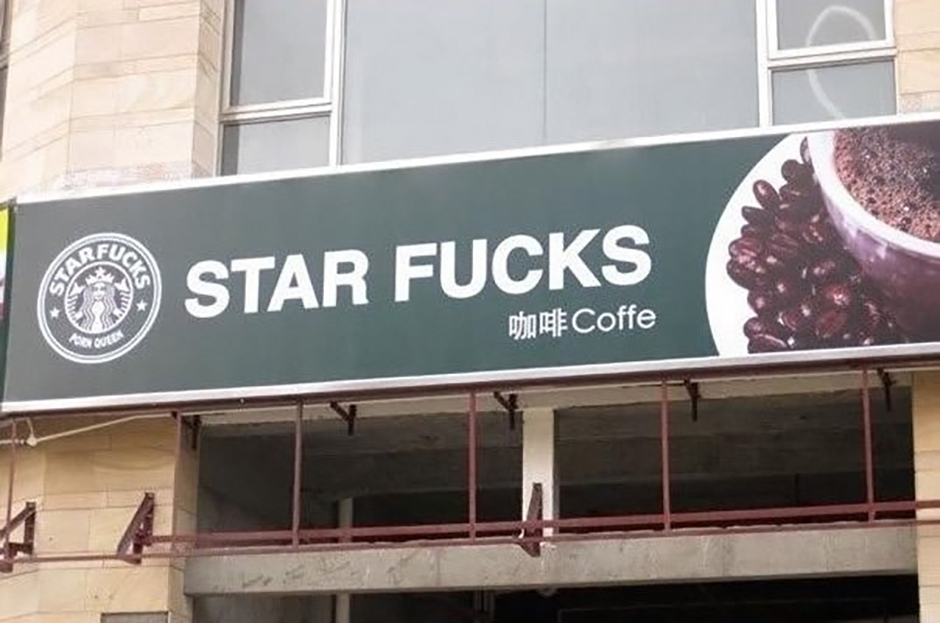 STARFUCKS
PORN QUEEN
STAR FUCKS
咖啡 Coffe